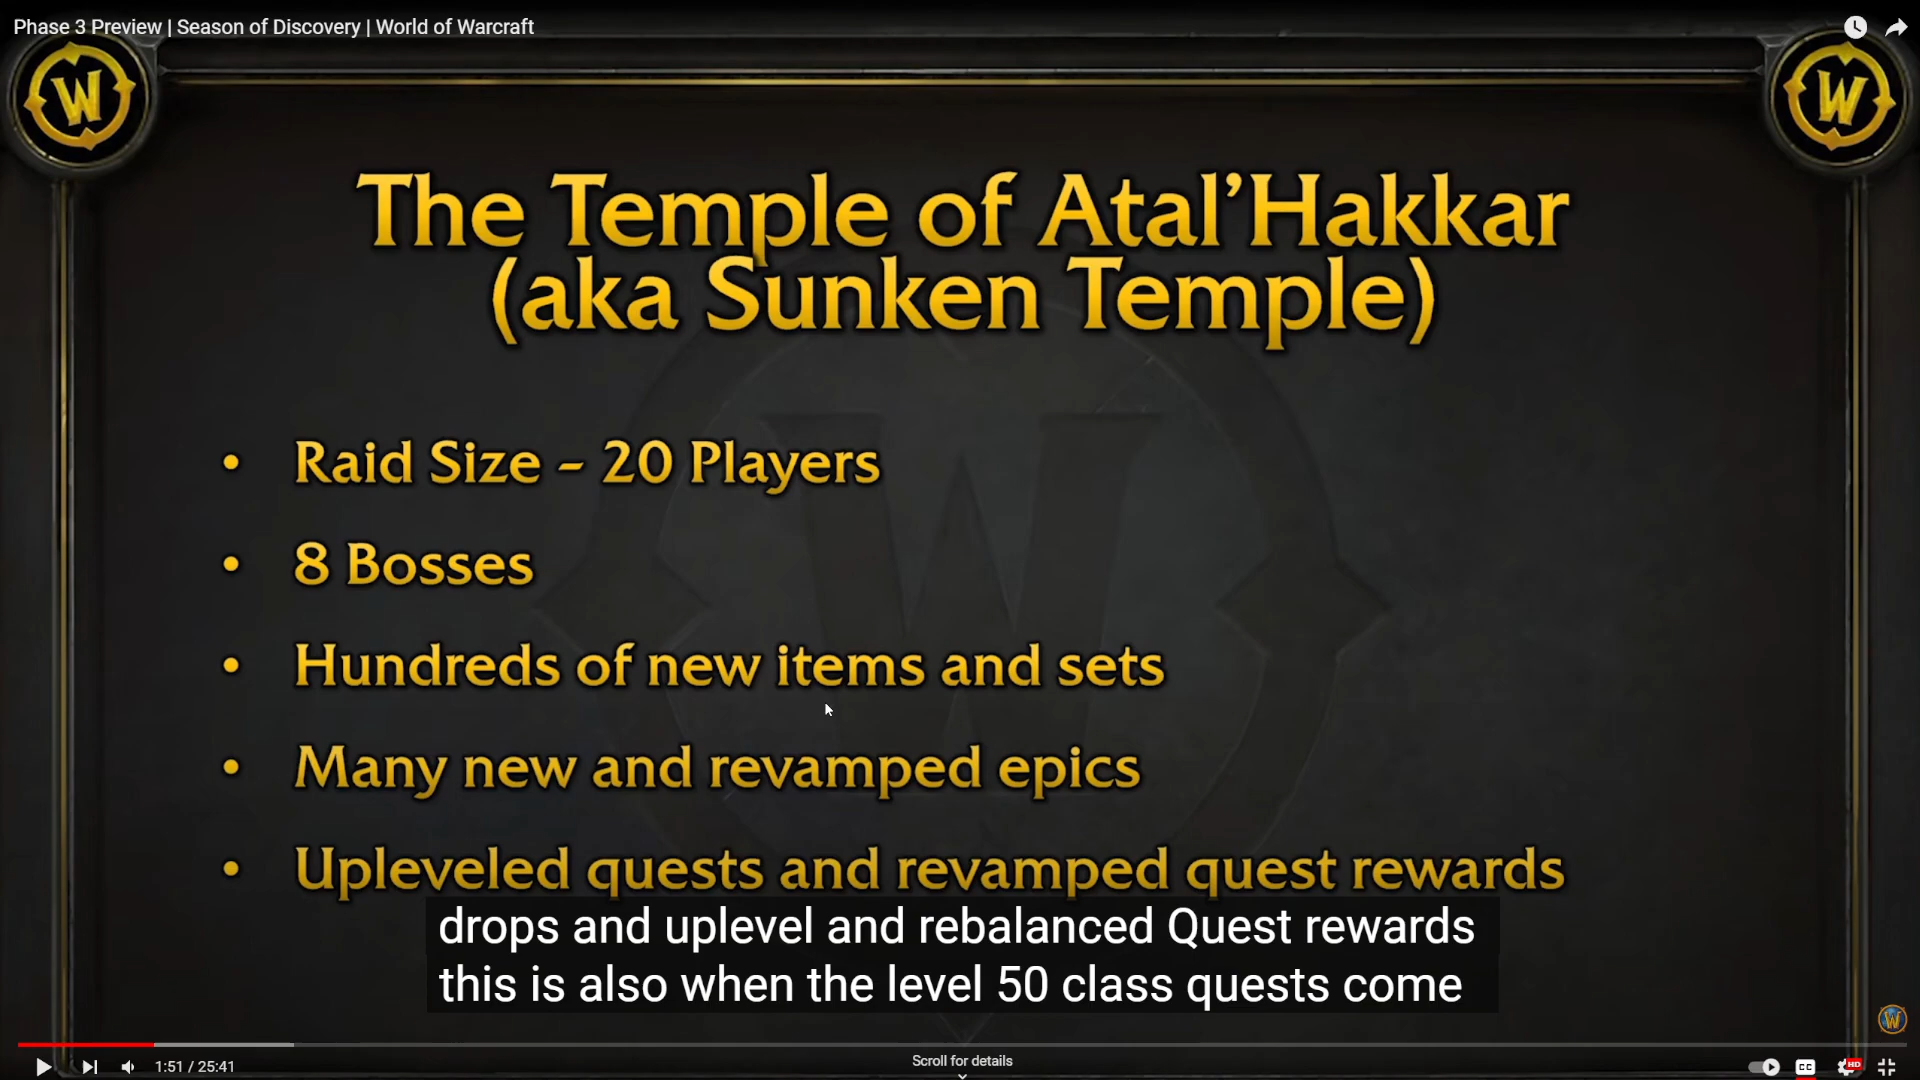 Phase 3 Preview | Season of Discovery | World of Warcraft
The Temple of Atal’Hakkar
(aka Sunken Temple)
• Raid Size – 20 Players
• 8 Bosses
• Hundreds of new items and sets
• Many new and revamped epics
• Upleveled quests and revamped quest rewards
drops and uplevel and rebalanced Quest rewards
this is also when the level 50 class quests come
1:51 / 25:41
Scroll for details
CC
HD